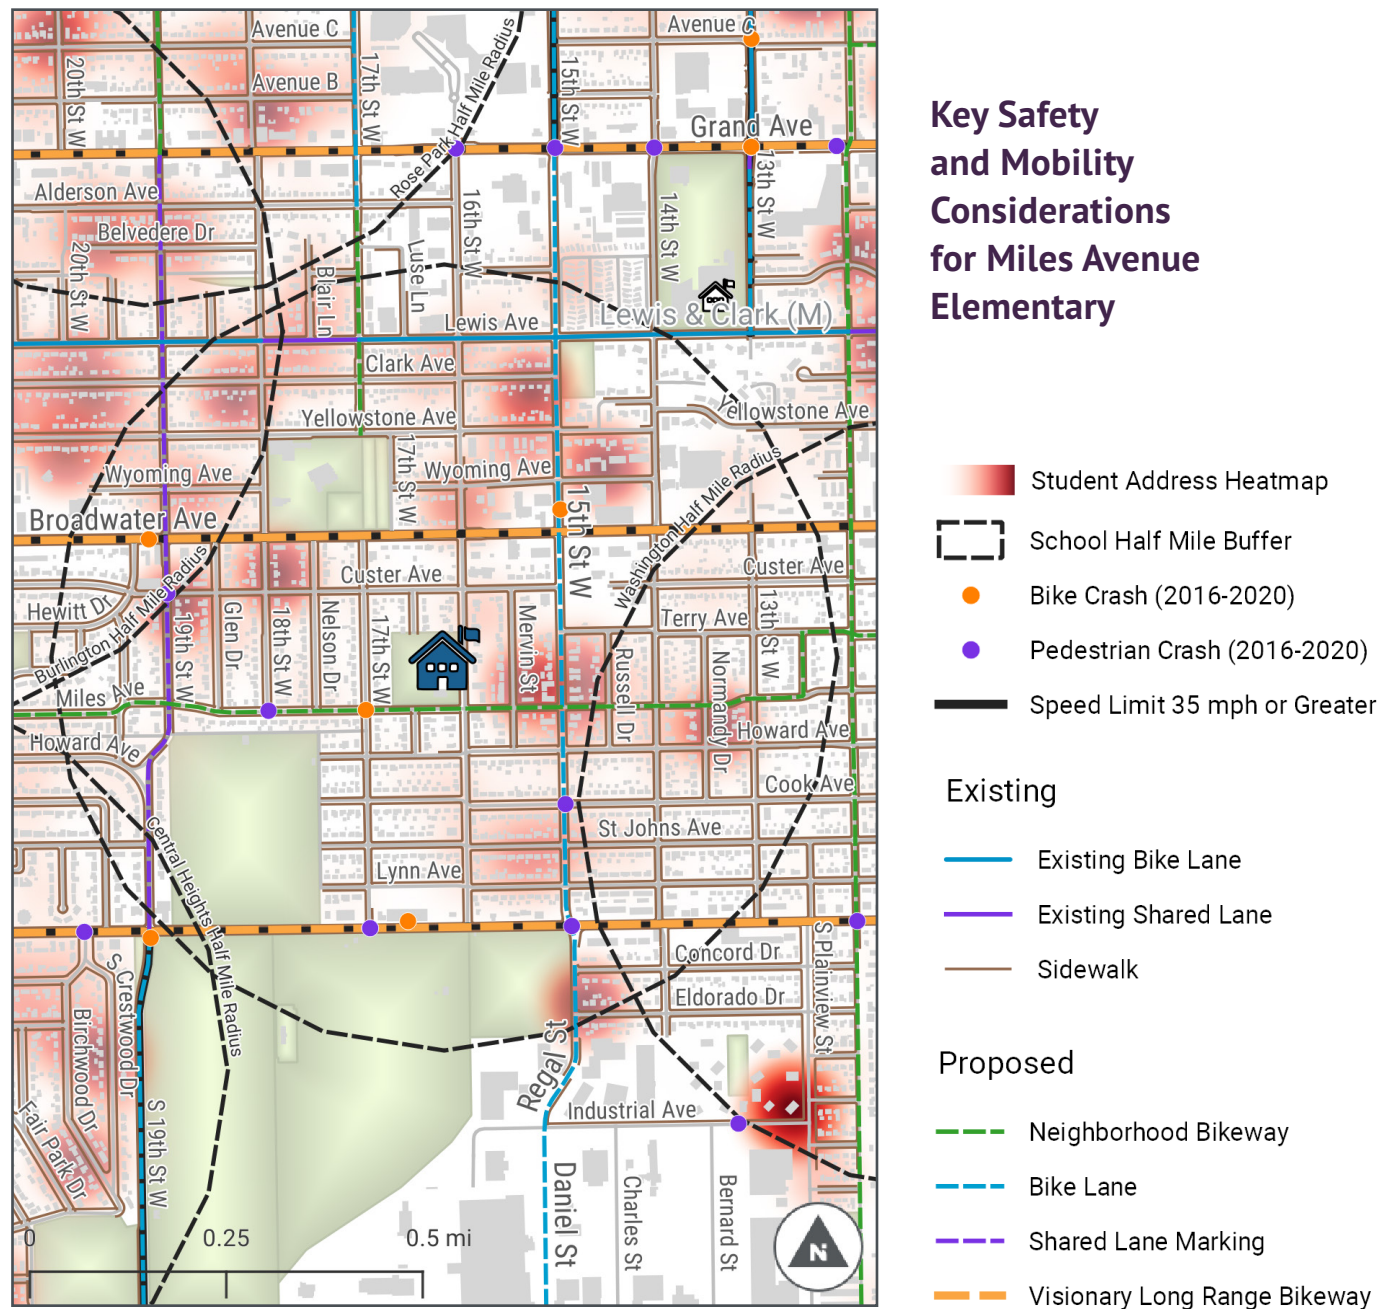 Key Safety
and Mobility
Considerations
for Miles Avenue
Elementary
Student Address Heatmap
School Half Mile Buffer
Bike Crash (2016-2020)
Pedestrian Crash (2016-2020)
Speed Limit 35 mph or Greater
Existing
Existing Bike Lane
Existing Shared Lane
Sidewalk
Proposed
Neighborhood Bikeway
Bike Lane
Shared Lane Marking
Visionary Long Range Bikeway
Avenue C
Avenue C
20th St W
17th St W
15th St W
Avenue B
Rose Park Half Mile Radius
Grand Ave
13th St W
Alderson Ave
16th St W
14th St W
Belvedere Dr
20th St W
Luse Ln
Blair Ln
Lewis & Clark (M)
Lewis Ave
Clark Ave
Yellowstone Ave
Yellowstone Ave
17th St W
Wyoming Ave
Wyoming Ave
15th St W
Washington Half Mile Radius
Broadwater Ave
Custer Ave
Custer Ave
Burlington Half Mile Radius
Hewitt Dr
19th St W
Glen Dr
18th St W
Nelson Dr
17th St W
Mervin St
Terry Ave
13th St W
Russell Dr
Normandy Dr
Miles Ave
Howard Ave
Howard Ave
Cook Ave
Central Heights Half Mile Radius
St Johns Ave
Lynn Ave
S Crestwood Dr
Concord Dr
S Plainview St
Eldorado Dr
Birchwood Dr
Regal St
Industrial Ave
Fair Park Dr
S 19th St W
Daniel St
Charles St
Bernard St
0 0.25 0.5 mi
N